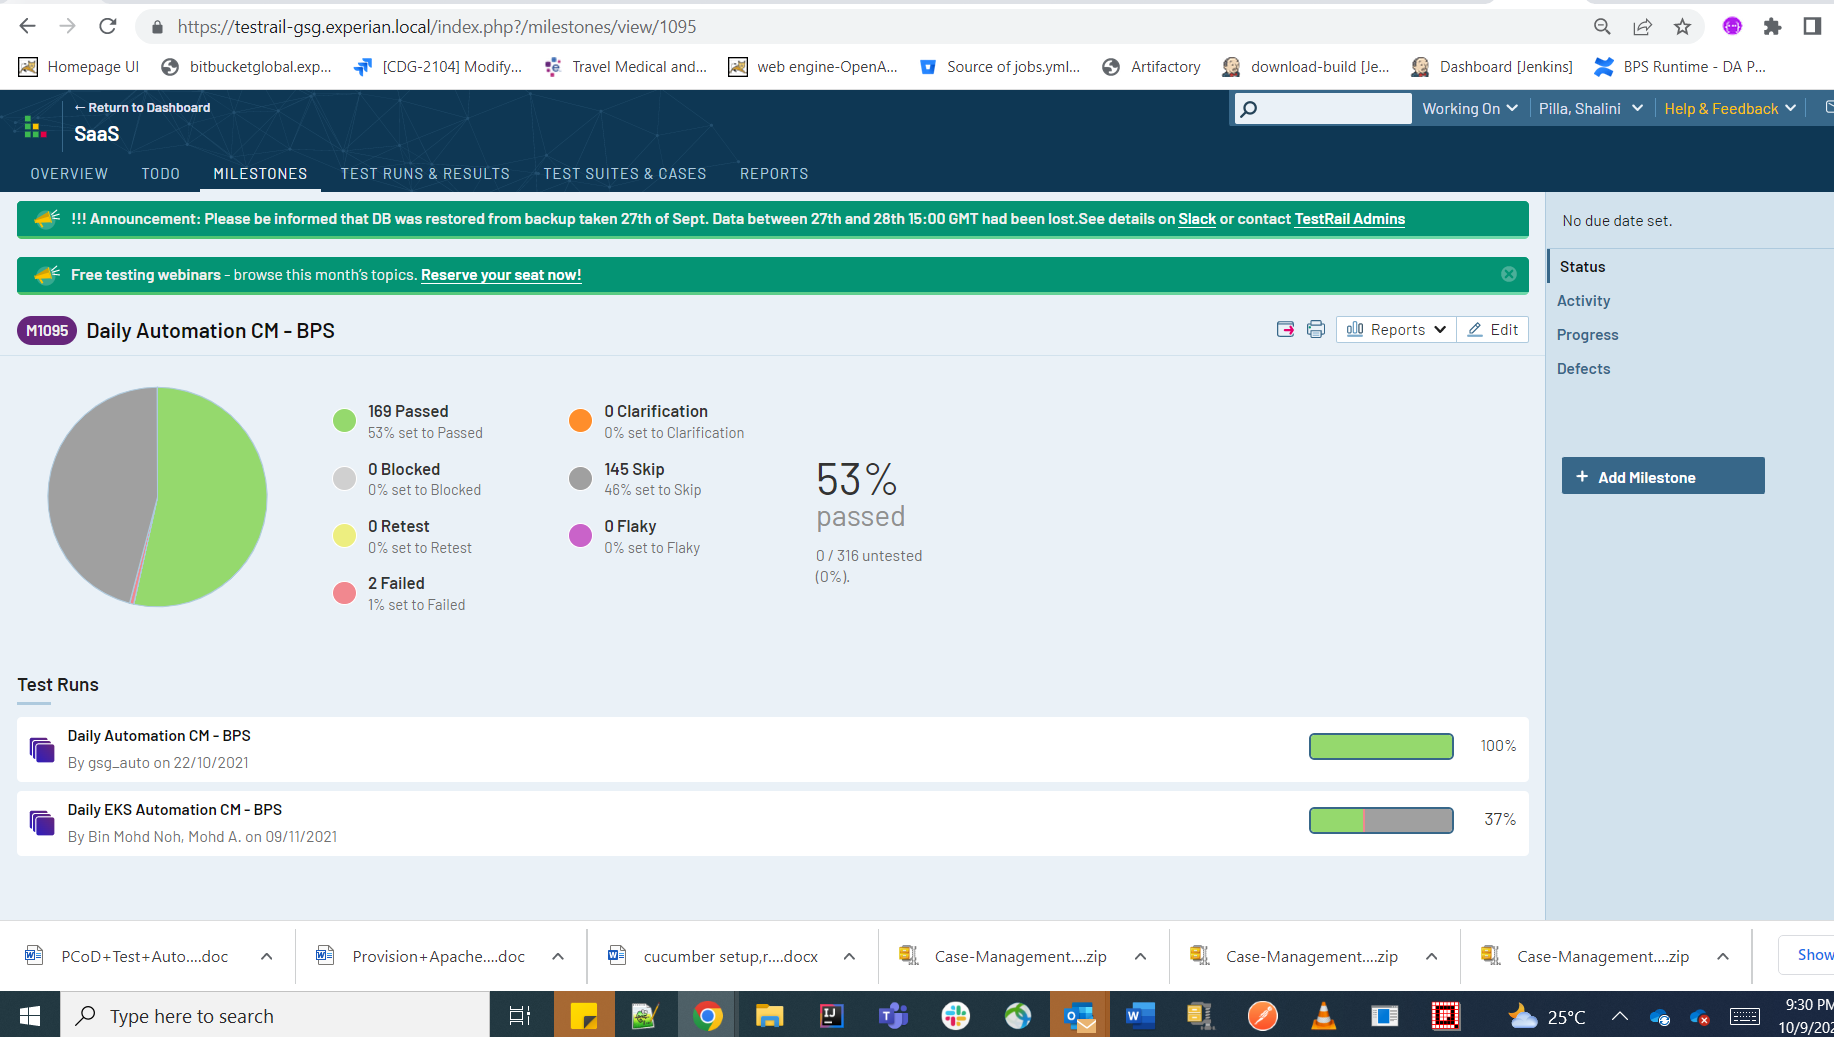 https://testrail-gsg.experian.local/index.php?/milestones/view/1095
Homepage UI
bitbucketglobal.exp...
[CDG-2104] Modify...
Travel Medical and...
web engine-OpenA...
Source of jobs.yml...
Artifactory
download-build [Je...
Dashboard [Jenkins]
BPS Runtime - DA P...
← Return to Dashboard
SaaS
Working On
Pilla, Shalini
Help & Feedback
OVERVIEW
TODO
MILESTONES
TEST RUNS & RESULTS
TEST SUITES & CASES
REPORTS
!!! Announcement: Please be informed that DB was restored from backup taken 27th of Sept. Data between 27th and 28th 15:00 GMT had been lost.See details on Slack or contact TestRail Admins
Free testing webinars - browse this month's topics. Reserve your seat now!
M1095 Daily Automation CM - BPS
Reports
Edit
No due date set.
Status
Activity
Progress
Defects
+ Add Milestone
169 Passed
53% set to Passed
0 Blocked
0% set to Blocked
0 Retest
0% set to Retest
2 Failed
1% set to Failed
0 Clarification
0% set to Clarification
145 Skip
46% set to Skip
0 Flaky
0% set to Flaky
53%
passed
0 / 316 untested
(0%).
Test Runs
Daily Automation CM - BPS
By gsg_auto on 22/10/2021
100%
Daily EKS Automation CM - BPS
By Bin Mohd Noh, Mohd A. on 09/11/2021
37%
PCoD+Test+Auto....doc
Provision+Apache....doc
cucumber setup,r....docx
Case-Management....zip
Case-Management....zip
Case-Management....zip
Show
Type here to search
25°C
9:30 PM
10/9/202